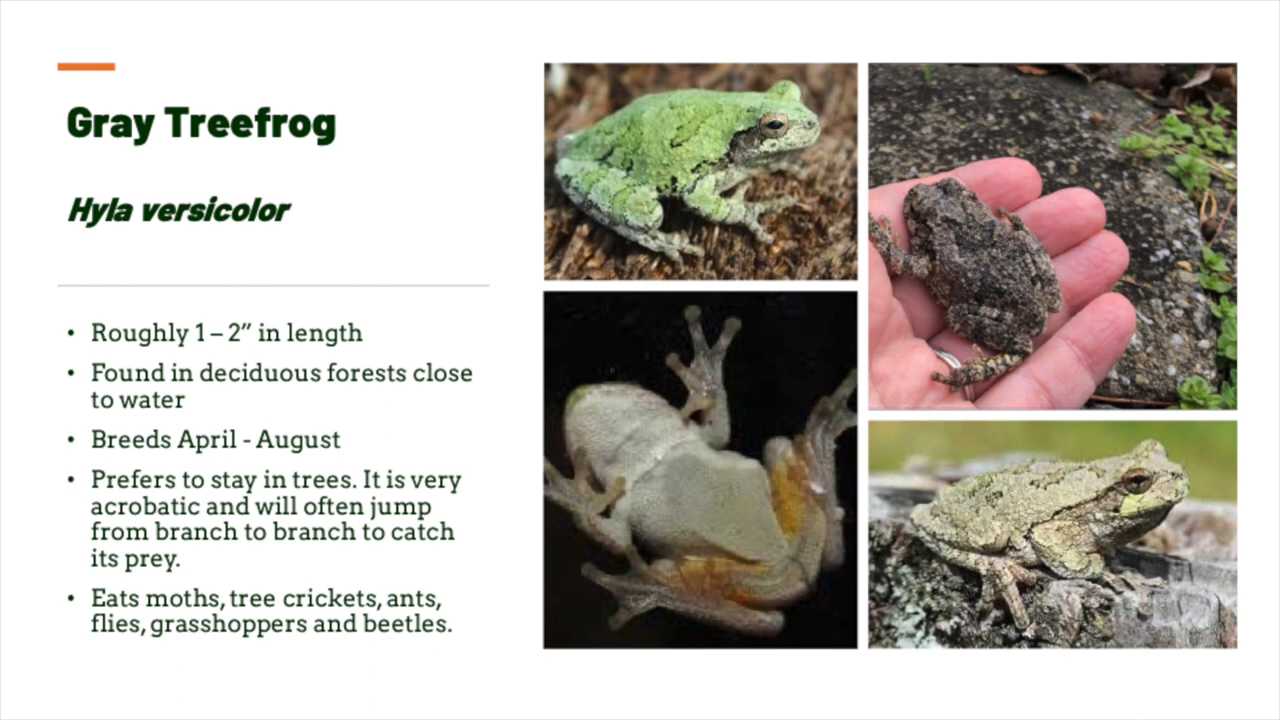 Gray Treefrog
Hyla versicolor
• Roughly 1 – 2” in length
• Found in deciduous forests close
to water
• Breeds April - August
• Prefers to stay in trees. It is very
acrobatic and will often jump
from branch to branch to catch
its prey.
• Eats moths, tree crickets, ants,
flies, grasshoppers and beetles.